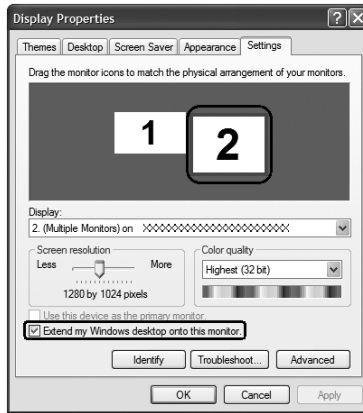 Display Properties
Themes Desktop Screen Saver Appearance Settings
Drag the monitor icons to match the physical arrangement of your monitors.
1 2
Display:
2. (Multiple Monitors) on XXXXXXXXXXXXXXXXXXXXXXX
Screen resolution Color quality
Less More Highest (32 bit)
1280 by 1024 pixels
Use this device as the primary monitor.
Extend my Windows desktop onto this monitor.
Identify Troubleshoot... Advanced
OK Cancel Apply